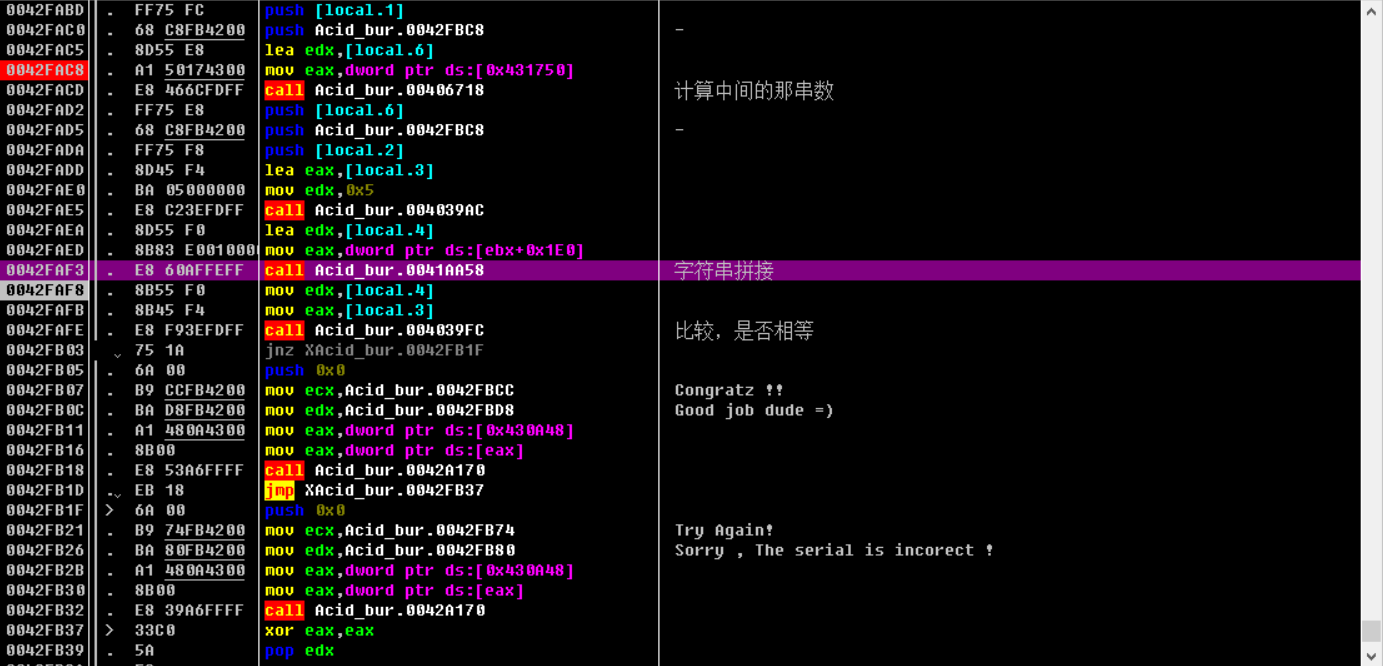 0042FABD . FF75 FC push [local.1]
0042FAC0 . 68 C8FB4200 push Acid_bur.0042FBC8 -
0042FAC5 . 8D55 E8 lea edx,[local.6]
0042FAC8 . A1 50174300 mov eax,dword ptr ds:[0x431750]
0042FACD . E8 466CFDFF call Acid_bur.00406718 计算中间的那串数
0042FAD2 . FF75 E8 push [local.6]
0042FAD5 . 68 C8FB4200 push Acid_bur.0042FBC8 -
0042FADA . FF75 F8 push [local.2]
0042FADD . 8D45 F4 lea eax,[local.3]
0042FAE0 . BA 05000000 mov edx,0x5
0042FAE5 . E8 C23EFDFF call Acid_bur.004039AC
0042FAEA . 8D55 F0 lea edx,[local.4]
0042FAED . 8B83 E001000 mov eax,dword ptr ds:[ebx+0x1E0]
0042FAF3 . E8 60AFFEFF call Acid_bur.0041AA58 字符串拼接
0042FAF8 . 8B55 F0 mov edx,[local.4]
0042FAFB . 8B45 F4 mov eax,[local.3]
0042FAFE . E8 F93EFDFF call Acid_bur.004039FC 比较，是否相等
0042FB03 75 1A jnz XAcid_bur.0042FB1F
0042FB05 . 6A 00 push 0x0
0042FB07 . B9 CCFB4200 mov ecx,Acid_bur.0042FBCC Congratz !!
0042FB0C . BA D8FB4200 mov edx,Acid_bur.0042FBD8 Good job dude =)
0042FB11 . A1 480A4300 mov eax,dword ptr ds:[0x430A48]
0042FB16 . 8B00 mov eax,dword ptr ds:[eax]
0042FB18 . E8 53A6FFFF call Acid_bur.0042A170
0042FB1D . EB 18 jmp XAcid_bur.0042FB37
0042FB1F > 6A 00 push 0x0
0042FB21 . B9 74FB4200 mov ecx,Acid_bur.0042FB74 Try Again!
0042FB26 . BA 80FB4200 mov edx,Acid_bur.0042FB80 Sorry , The serial is incorect !
0042FB2B . A1 480A4300 mov eax,dword ptr ds:[0x430A48]
0042FB30 . 8B00 mov eax,dword ptr ds:[eax]
0042FB32 . E8 39A6FFFF call Acid_bur.0042A170
0042FB37 > 33C0 xor eax,eax
0042FB39 . 5A pop edx